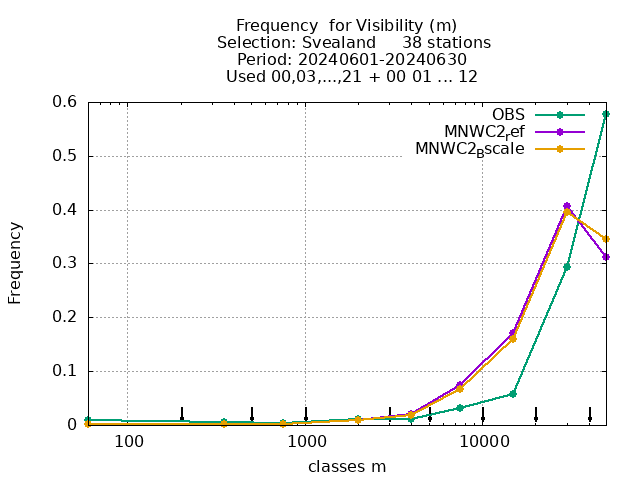 Frequency  for Visibility (m)
Selection: Svealand     38 stations
Period: 20240601-20240630
Used 00,03,...,21 + 00 01 ... 12
OBS
MNWC2ref
MNWC2Bscale
0.6
0.5
0.4
0.3
0.2
0.1
0
Frequency
100 1000 10000
classes m